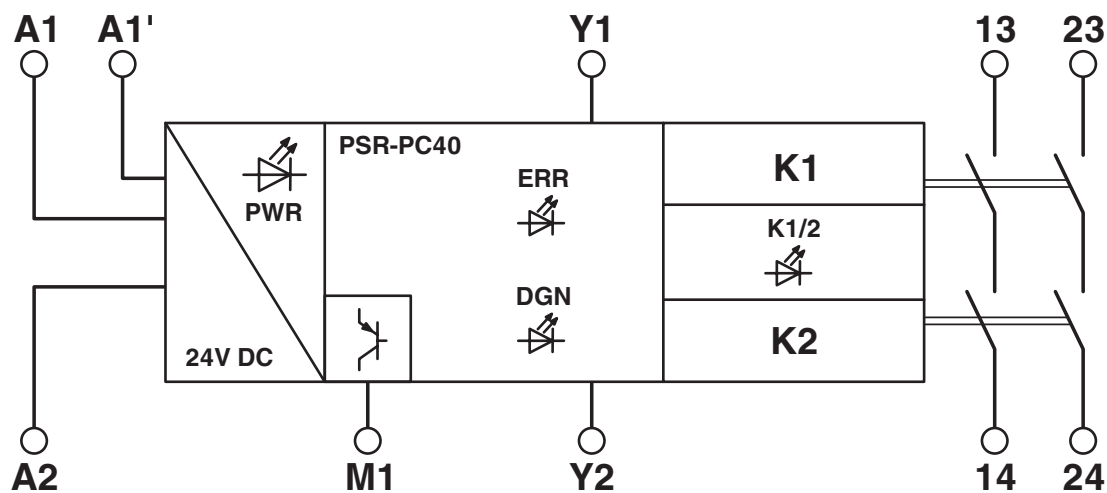 A1 A1' Y1 13 23
PSR-PC40
PWR
ERR
K1
K1/2
DGN
24V DC
K2
A2 M1 Y2 14 24